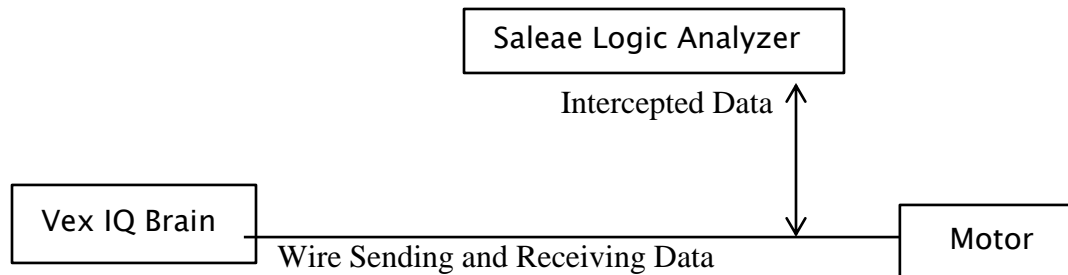 Saleae Logic Analyzer
Intercepted Data
Vex IQ Brain
Motor
Wire Sending and Receiving Data